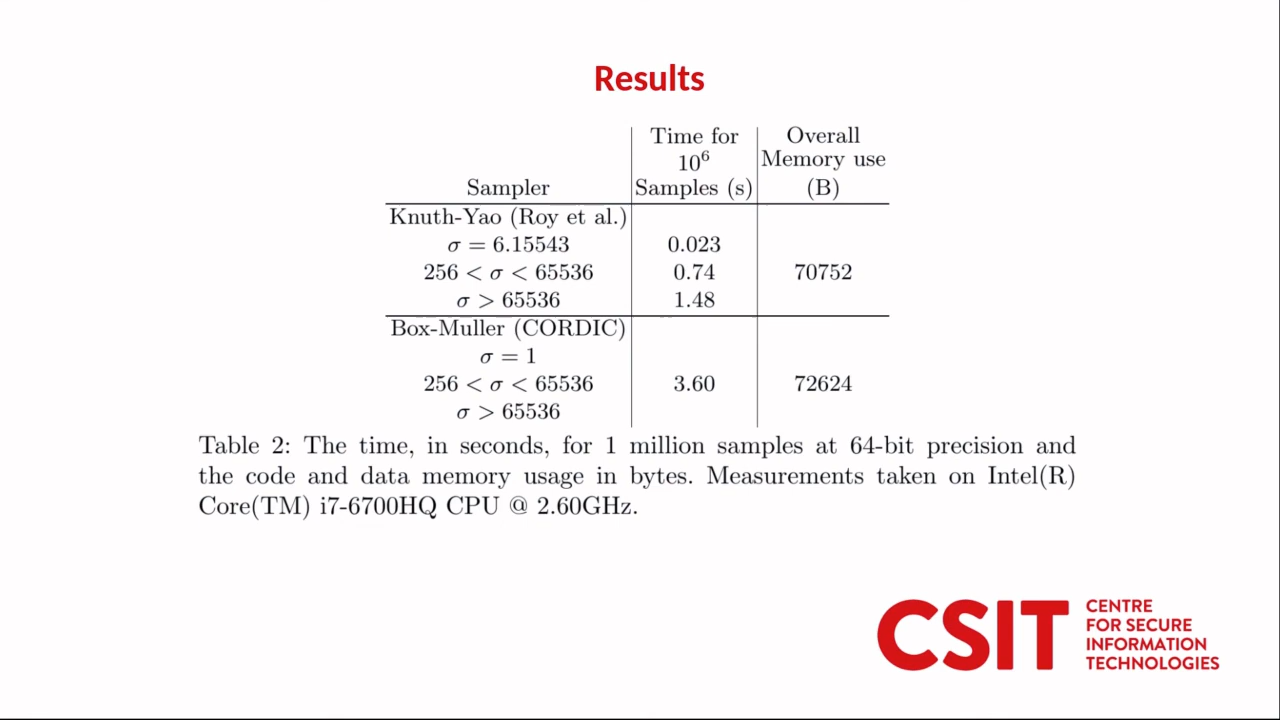 Results
Time for
10⁶
Samples (s)
Overall
Memory use
(B)
Sampler
Knuth-Yao (Roy et al.)
σ = 6.15543 0.023
256 < σ < 65536 0.74 70752
σ > 65536 1.48
Box-Muller (CORDIC)
σ = 1
256 < σ < 65536 3.60 72624
σ > 65536
Table 2: The time, in seconds, for 1 million samples at 64-bit precision and
the code and data memory usage in bytes. Measurements taken on Intel(R)
Core(TM) i7-6700HQ CPU @ 2.60GHz.
CSIT
CENTRE
FOR SECURE
INFORMATION
TECHNOLOGIES